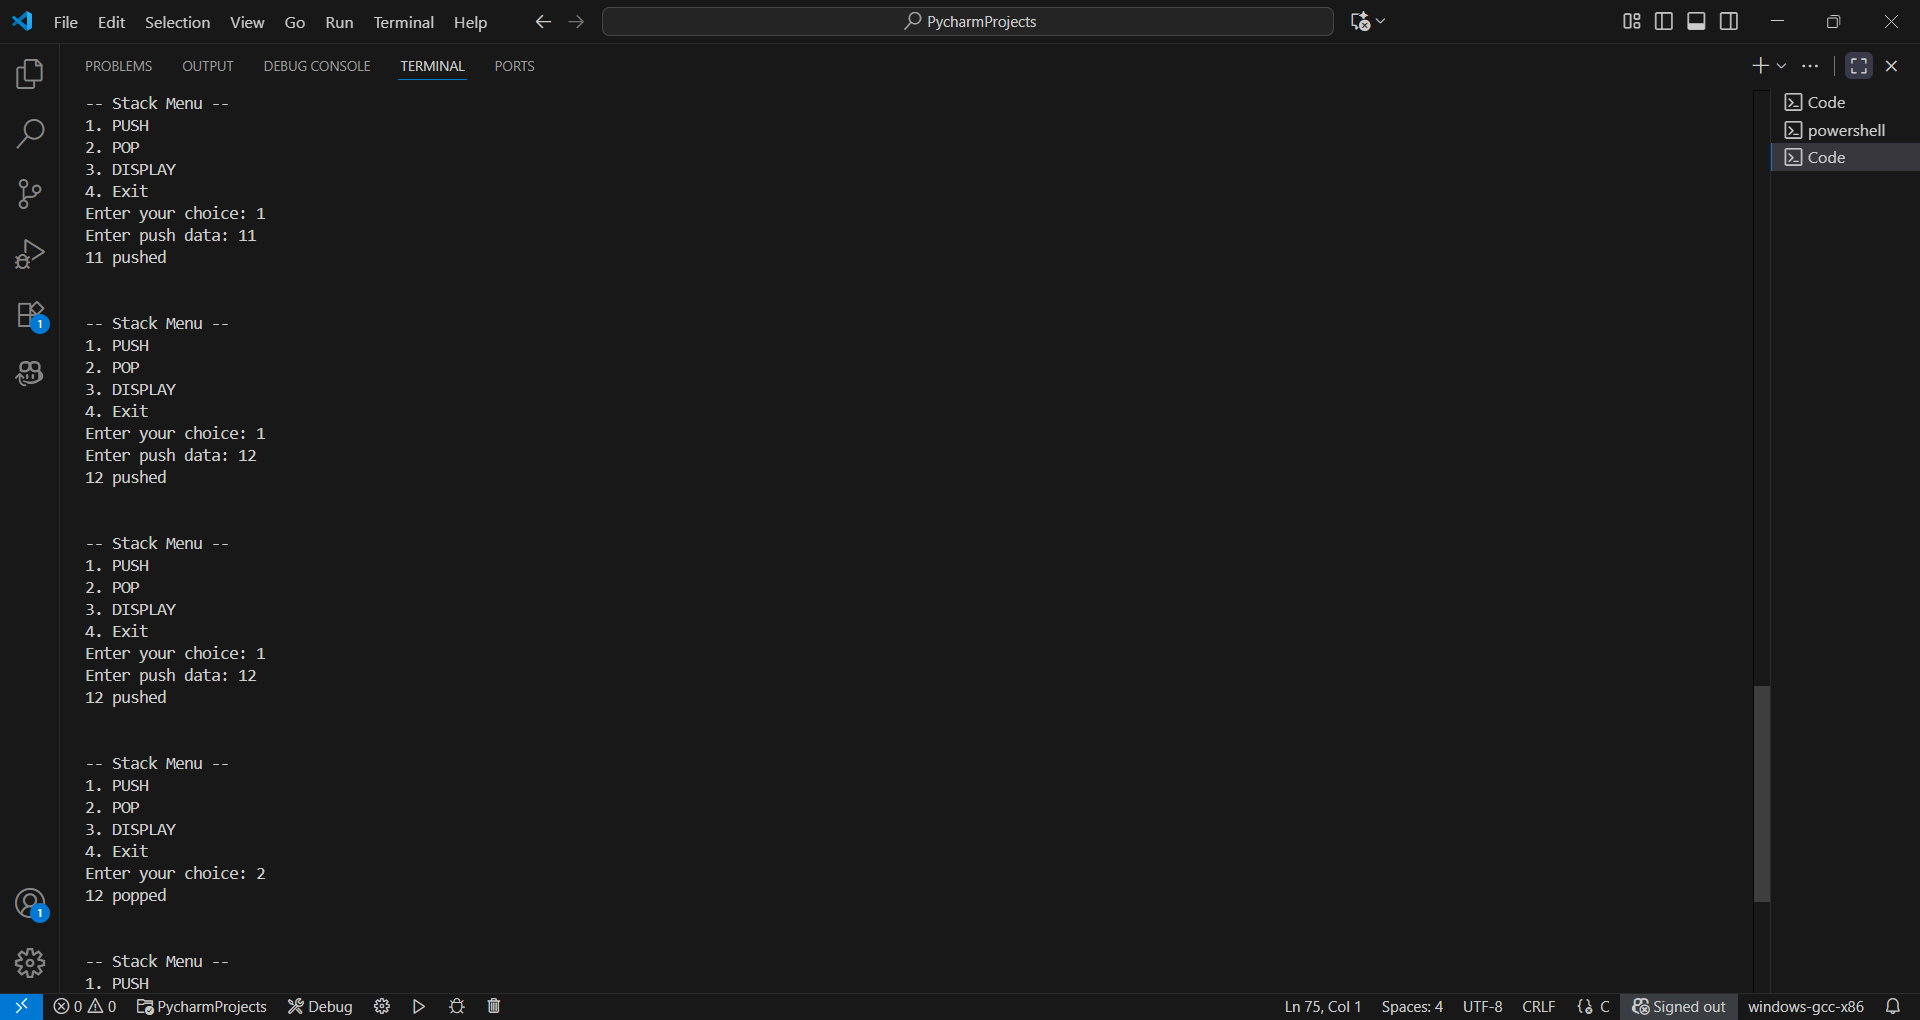 File Edit Selection View Go Run Terminal Help
PycharmProjects
PROBLEMS OUTPUT DEBUG CONSOLE TERMINAL PORTS
-- Stack Menu --
1. PUSH
2. POP
3. DISPLAY
4. Exit
Enter your choice: 1
Enter push data: 11
11 pushed
-- Stack Menu --
1. PUSH
2. POP
3. DISPLAY
4. Exit
Enter your choice: 1
Enter push data: 12
12 pushed
-- Stack Menu --
1. PUSH
2. POP
3. DISPLAY
4. Exit
Enter your choice: 1
Enter push data: 12
12 pushed
-- Stack Menu --
1. PUSH
2. POP
3. DISPLAY
4. Exit
Enter your choice: 2
12 popped
-- Stack Menu --
1. PUSH
Code
powershell
Code
1
1
0 0 PycharmProjects Debug Ln 75, Col 1 Spaces: 4 UTF-8 CRLF {} C Signed out windows-gcc-x86